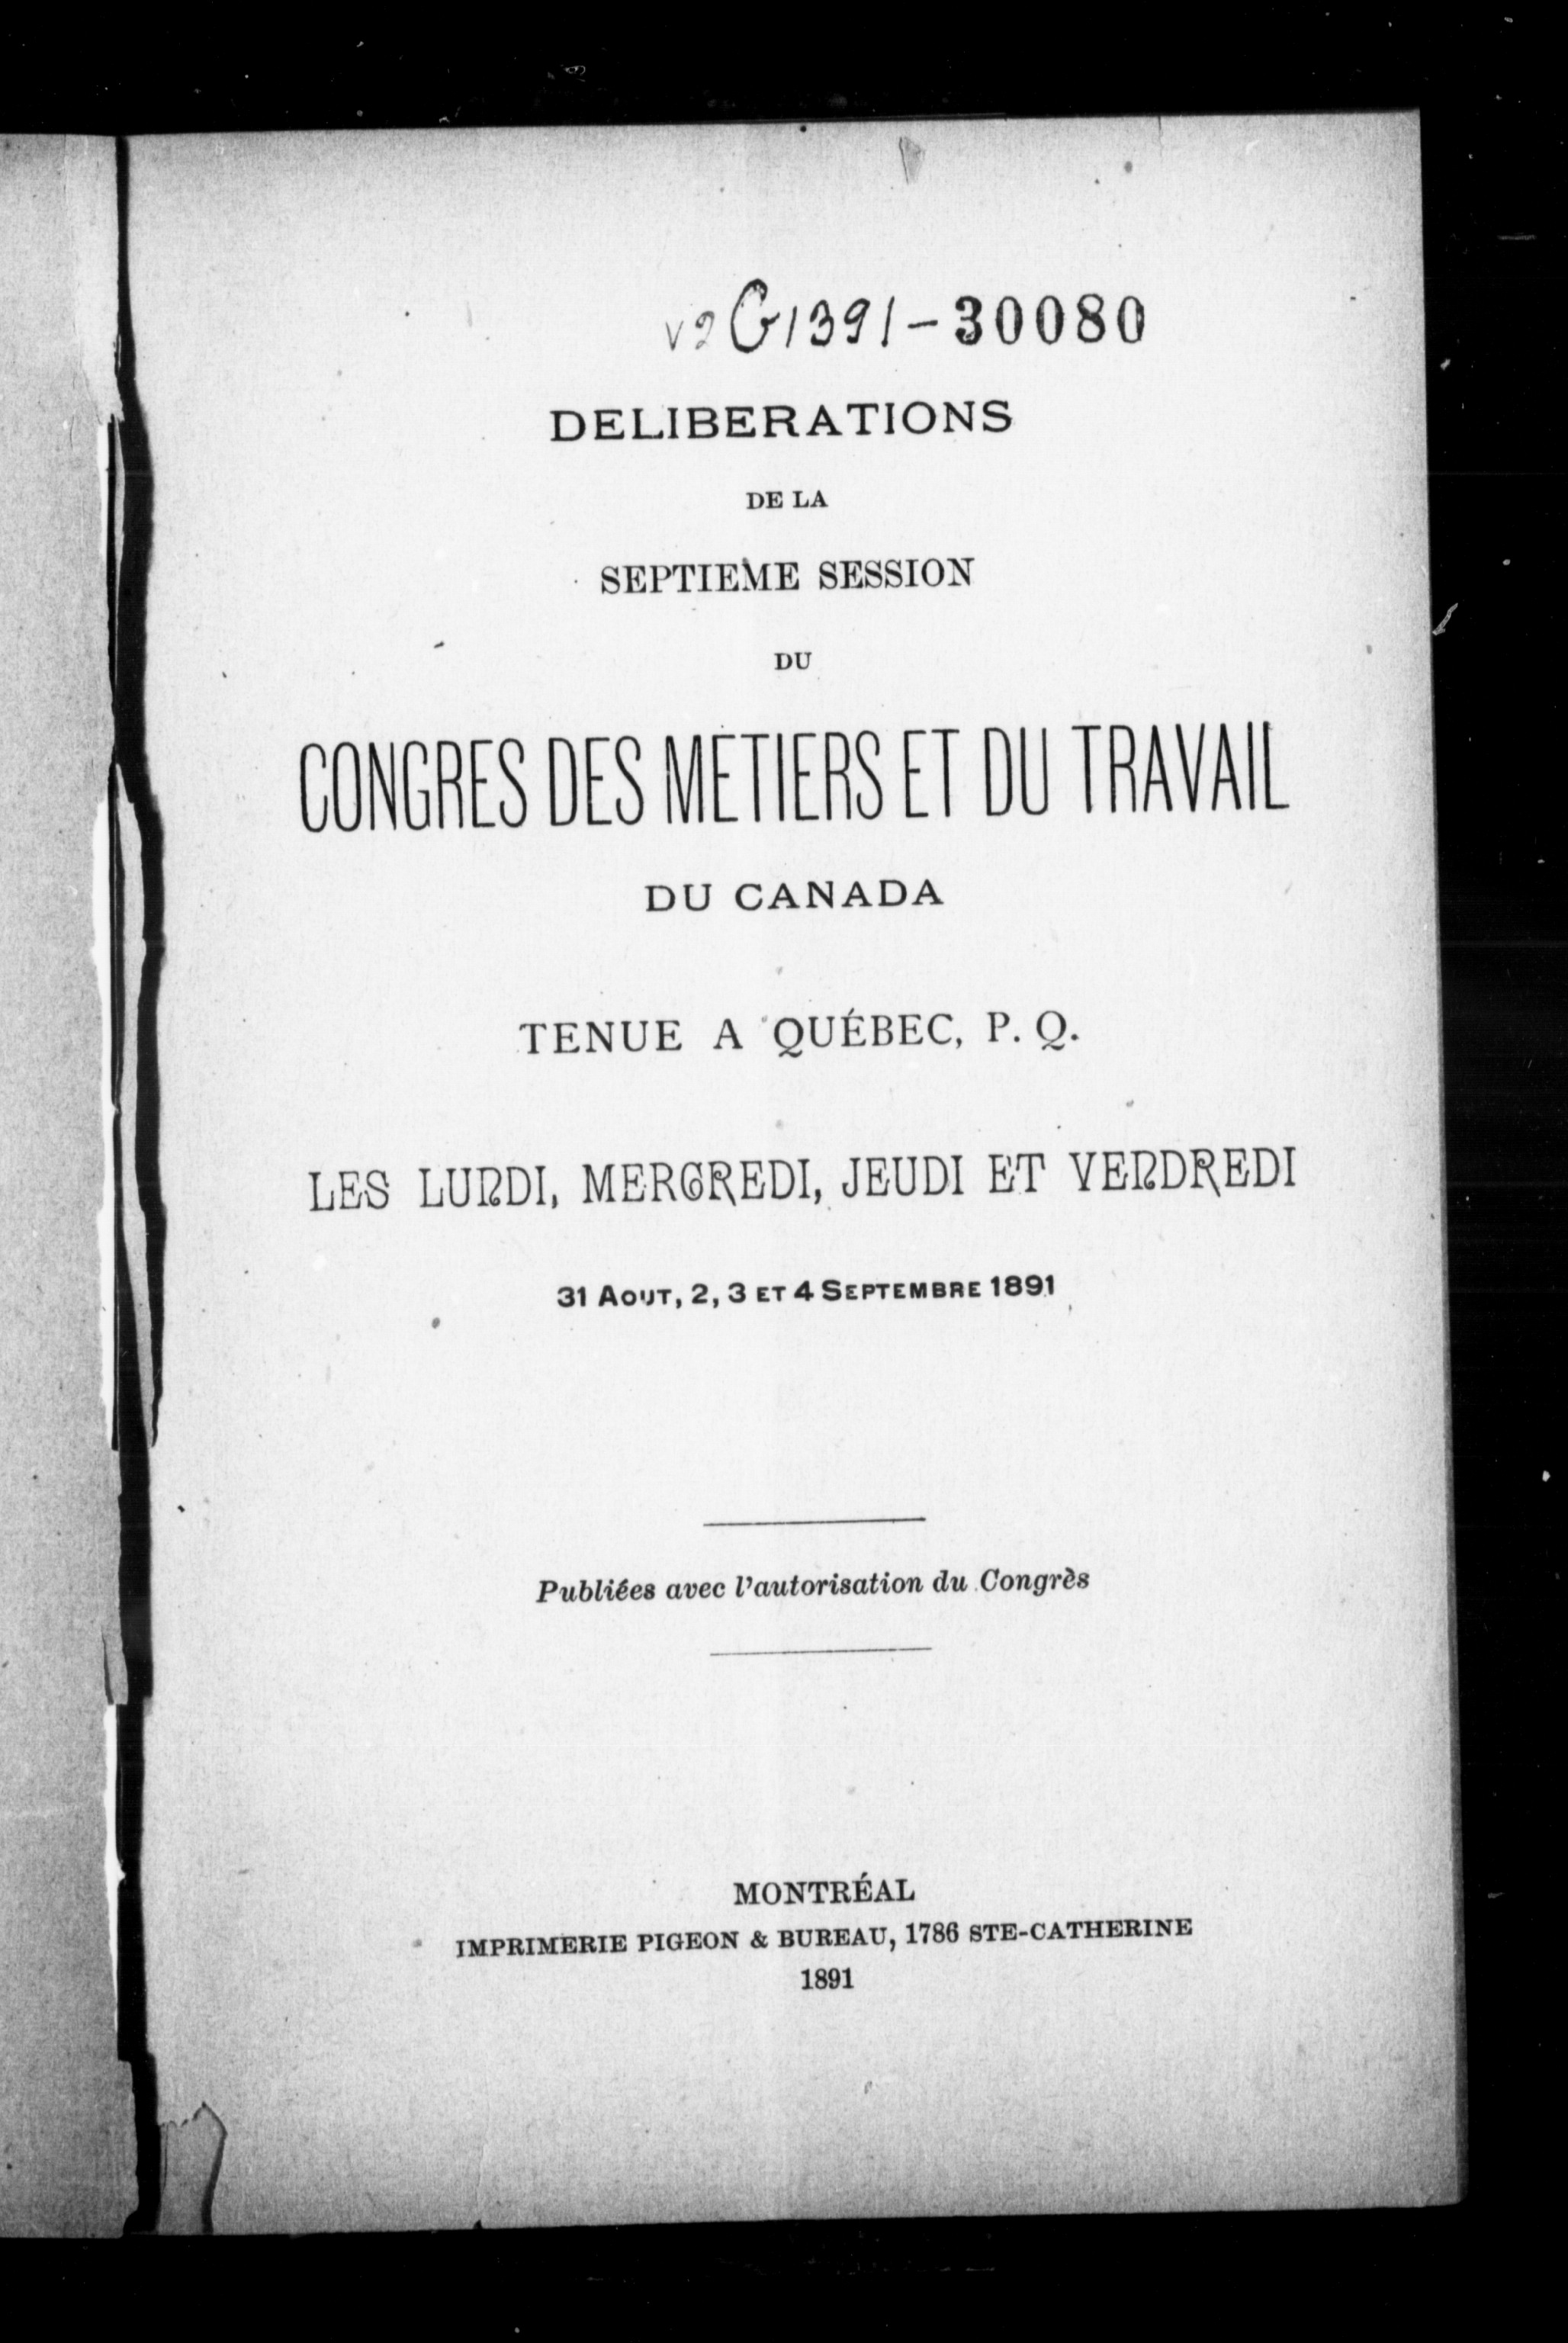 v2 G1391-30080
DELIBERATIONS
DE LA
SEPTIEME SESSION
DU
CONGRES DES METIERS ET DU TRAVAIL
DU CANADA
TENUE A QUÉBEC, P. Q.
LES LUNDI, MERCREDI, JEUDI ET VENDREDI
31 AOUT, 2, 3 ET 4 SEPTEMBRE 1891
Publiées avec l'autorisation du Congrès
MONTRÉAL
IMPRIMERIE PIGEON & BUREAU, 1786 STE-CATHERINE
1891